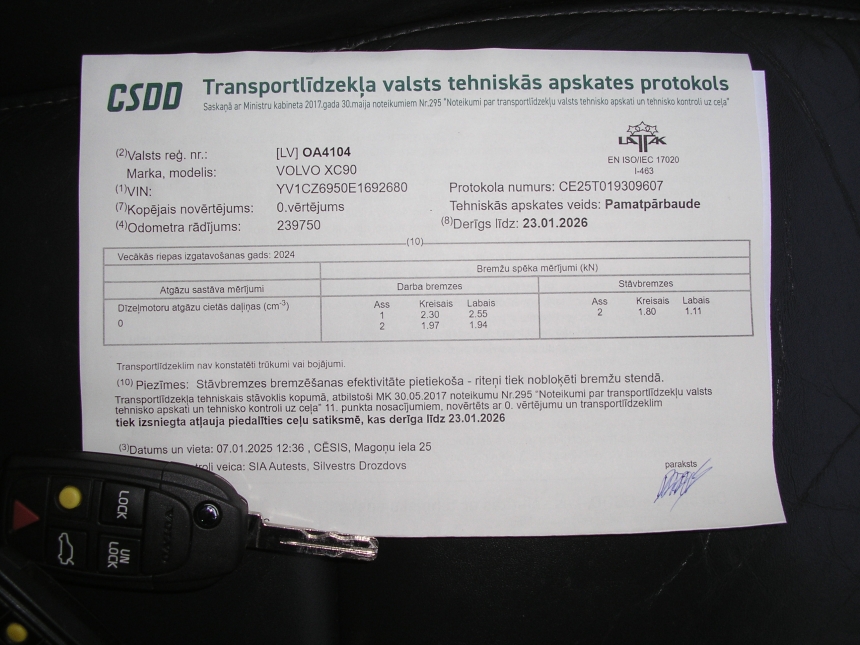 CSDD Transportlīdzekļa valsts tehniskās apskates protokols
Saskaņā ar Ministru kabineta 2017.gada 30.maija noteikumiem Nr.295 "Noteikumi par transportlīdzekļu valsts tehnisko apskati un tehnisko kontroli uz ceļa"
LATAK
EN ISO/IEC 17020
I-463
(2)Valsts reģ. nr.: [LV] OA4104
Marka, modelis: VOLVO XC90
(1)VIN: YV1CZ6950E1692680 Protokola numurs: CE25T019309607
(7)Kopējais novērtējums: 0.vērtējums Tehniskās apskates veids: Pamatpārbaude
(4)Odometra rādījums: 239750 (8)Derīgs līdz: 23.01.2026
(10)
Vecākās riepas izgatavošanas gads: 2024
Bremžu spēka mērījumi (kN)
Atgāzu sastāva mērījumi Darba bremzes Stāvbremzes
Dīzeļmotoru atgāzu cietās daļiņas (cm-3) Ass Kreisais Labais Ass Kreisais Labais
0 1 2.30 2.55 2 1.80 1.11
2 1.97 1.94
Transportlīdzeklim nav konstatēti trūkumi vai bojājumi.
(10) Piezīmes: Stāvbremzes bremzēšanas efektivitāte pietiekoša - riteņi tiek nobloķēti bremžu stendā.
Transportlīdzekļa tehniskais stāvoklis kopumā, atbilstoši MK 30.05.2017 noteikumu Nr.295 "Noteikumi par transportlīdzekļu valsts
tehnisko apskati un tehnisko kontroli uz ceļa" 11. punkta nosacījumiem, novērtēts ar 0. vērtējumu un transportlīdzeklim
tiek izsniegta atļauja piedalīties ceļu satiksmē, kas derīga līdz 23.01.2026
(3)Datums un vieta: 07.01.2025 12:36 , CĒSIS, Magoņu iela 25
troli veica: SIA Autests, Silvestrs Drozdovs
paraksts
LOCK
UN
LOCK